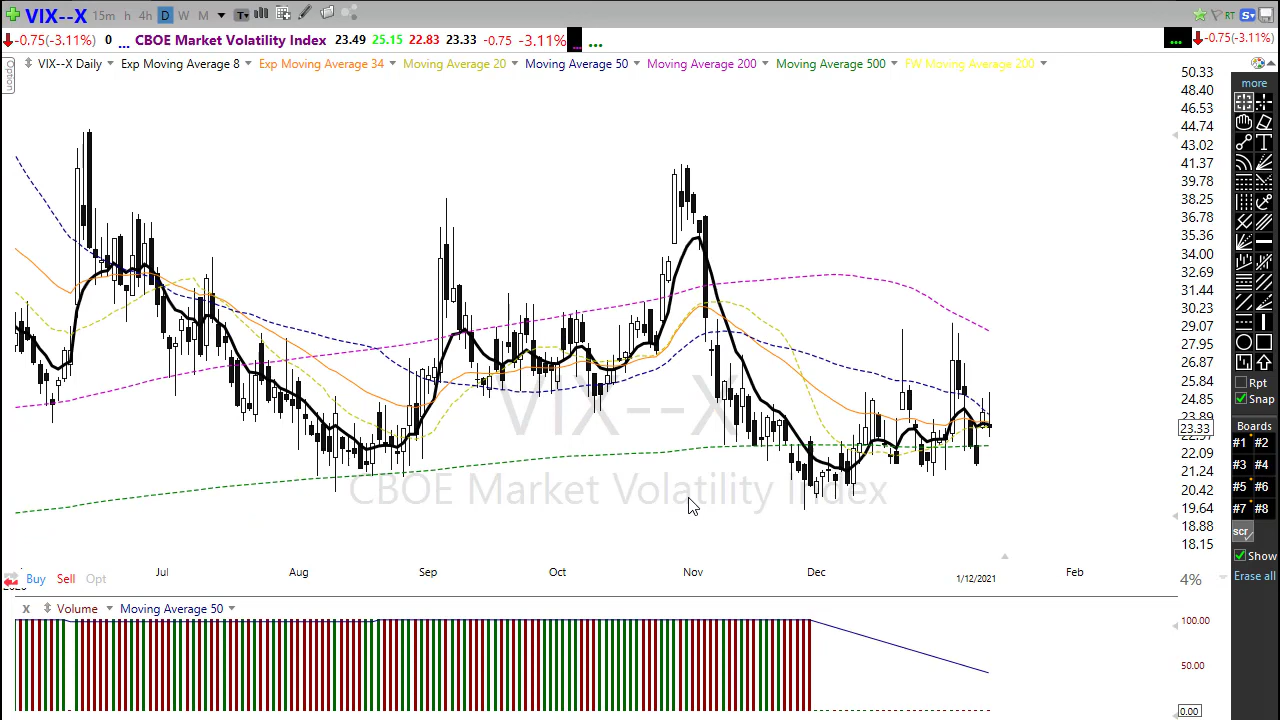 VIX--X 15m h 4h D W M T RT S
-0.75(-3.11%) 0 ... CBOE Market Volatility Index 23.49 25.15 22.83 23.33 -0.75 -3.11% ... ... -0.75(-3.11%)
Option
VIX--X Daily Exp Moving Average 8 Exp Moving Average 34 Moving Average 20 Moving Average 50 Moving Average 200 Moving Average 500 FW Moving Average 200
50.33
48.40
46.53
44.74
43.02
41.37
39.78
38.25
36.78
35.36
34.00
32.69
31.44
30.23
29.07
27.95
26.87
25.84
24.85
23.89
23.33
22.09
21.24
20.42
19.64
18.88
18.15
VIX--X
CBOE Market Volatility Index
Jul Aug Sep Oct Nov Dec 1/12/2021 Feb
Buy Sell Opt
4%
x Volume Moving Average 50
100.00
50.00
0.00
more
T
Rpt
Snap
Boards
#1 #2
#3 #4
#5 #6
#7 #8
scr
Show
Erase all